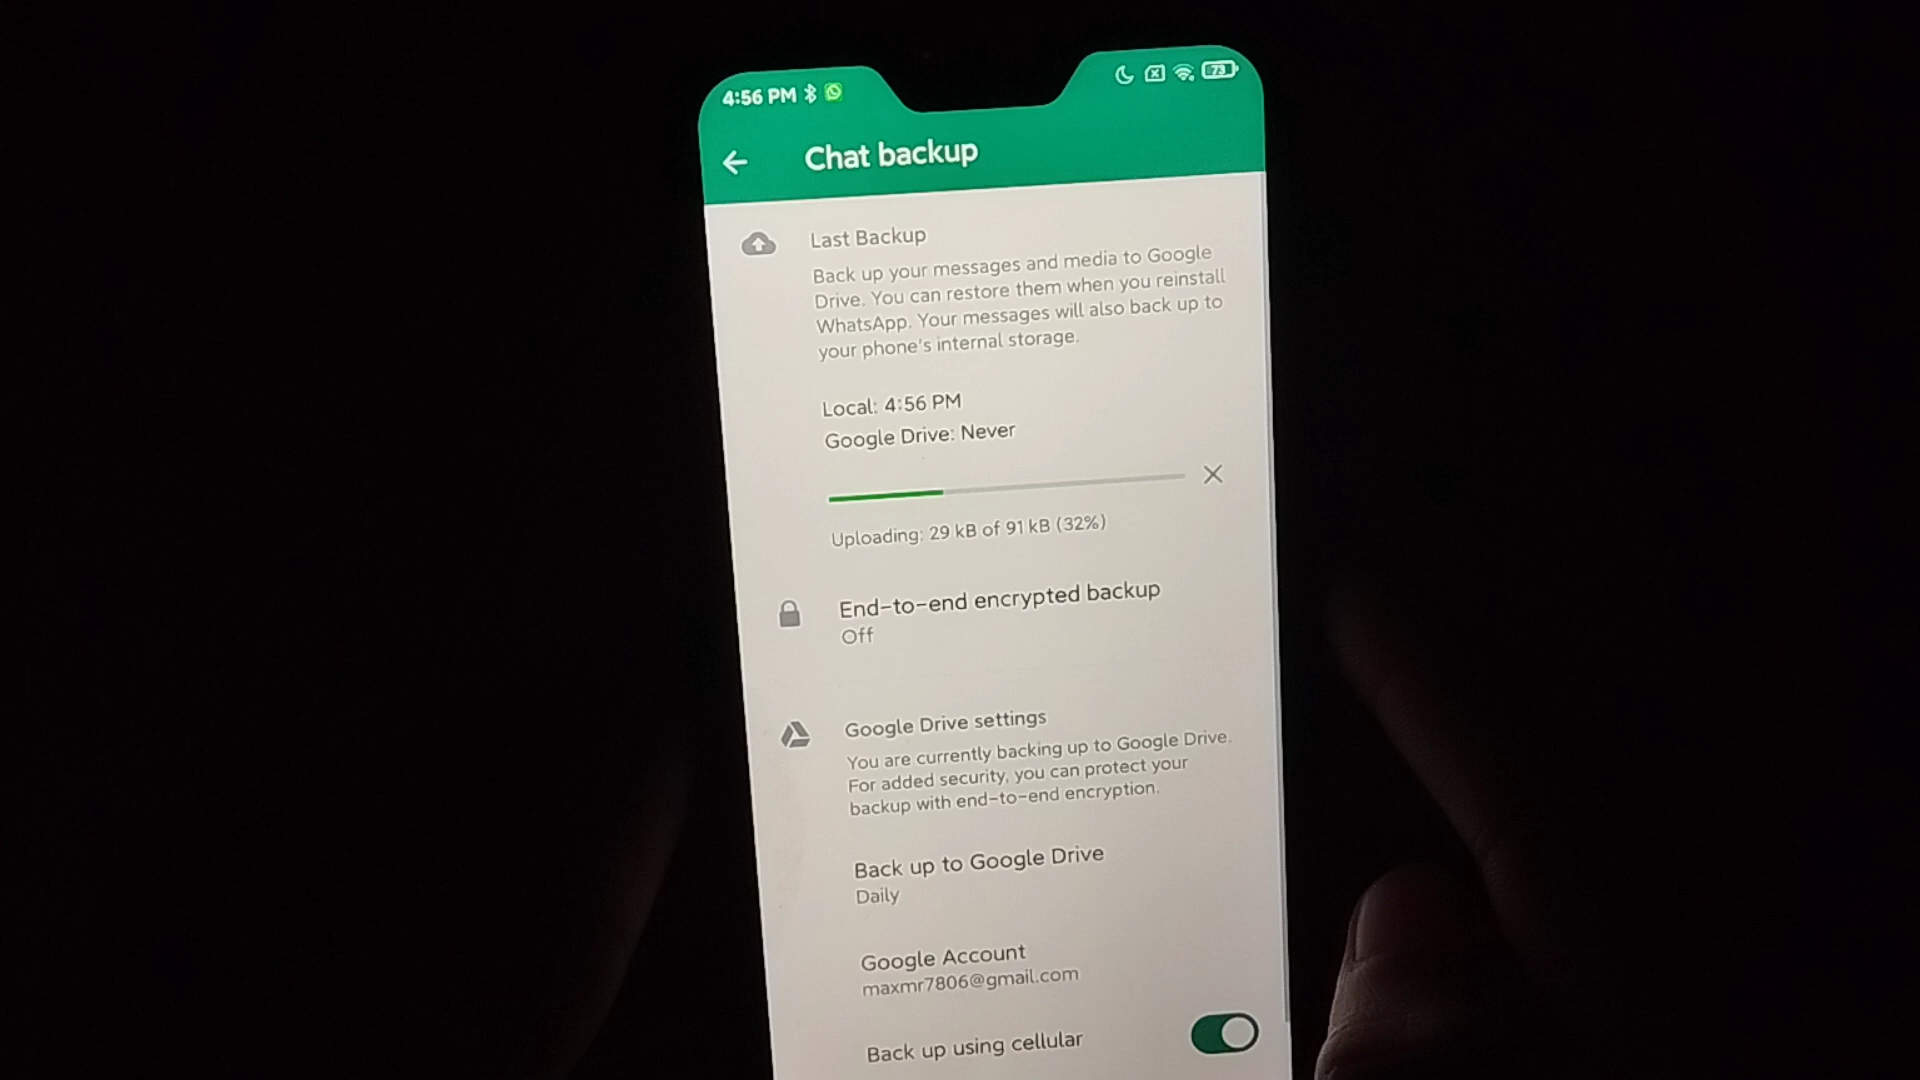 4:56 PM
73
Chat backup
Last Backup
Back up your messages and media to Google
Drive. You can restore them when you reinstall
WhatsApp. Your messages will also back up to
your phone's internal storage.
Local: 4:56 PM
Google Drive: Never
Uploading: 29 kB of 91 kB (32%)
End-to-end encrypted backup
Off
Google Drive settings
You are currently backing up to Google Drive.
For added security, you can protect your
backup with end-to-end encryption.
Back up to Google Drive
Daily
Google Account
maxmr7806@gmail.com
Back up using cellular